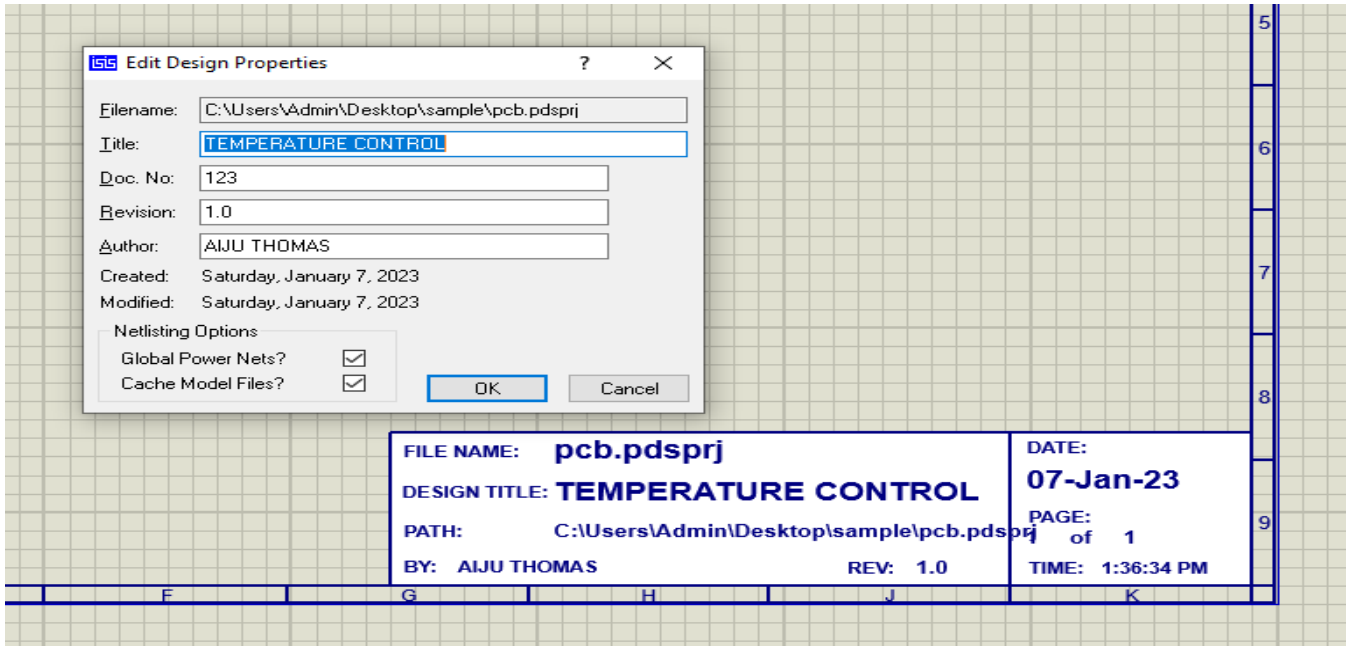 5
isis Edit Design Properties ? ×
Filename: C:\Users\Admin\Desktop\sample\pcb.pdsprj
Title: TEMPERATURE CONTROL
6
Doc. No: 123
Revision: 1.0
Author: AIJU THOMAS
Created: Saturday, January 7, 2023
7
Modified: Saturday, January 7, 2023
Netlisting Options
Global Power Nets?
Cache Model Files?
OK Cancel
8
FILE NAME: pcb.pdsprj
DATE:
DESIGN TITLE: TEMPERATURE CONTROL
07-Jan-23
PATH: C:\Users\Admin\Desktop\sample\pcb.pdsprj
PAGE:
1 of 1
9
BY: AIJU THOMAS REV: 1.0
TIME: 1:36:34 PM
F G H J K